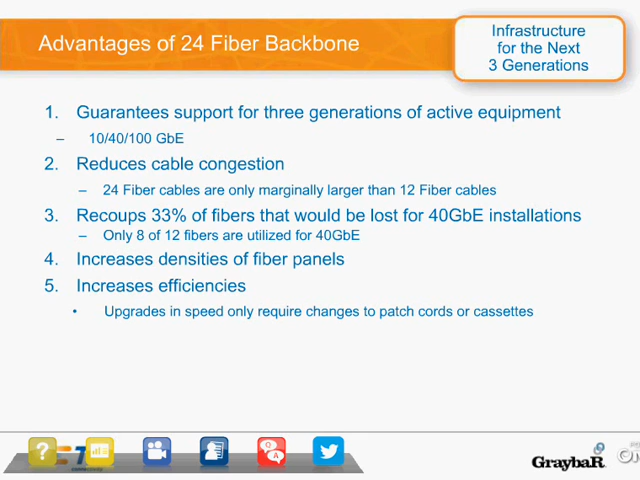 Advantages of 24 Fiber Backbone
Infrastructure
for the Next
3 Generations
1. Guarantees support for three generations of active equipment
– 10/40/100 GbE
2. Reduces cable congestion
– 24 Fiber cables are only marginally larger than 12 Fiber cables
3. Recoups 33% of fibers that would be lost for 40GbE installations
– Only 8 of 12 fibers are utilized for 40GbE
4. Increases densities of fiber panels
5. Increases efficiencies
• Upgrades in speed only require changes to patch cords or cassettes
?
Q
A
GraybaR